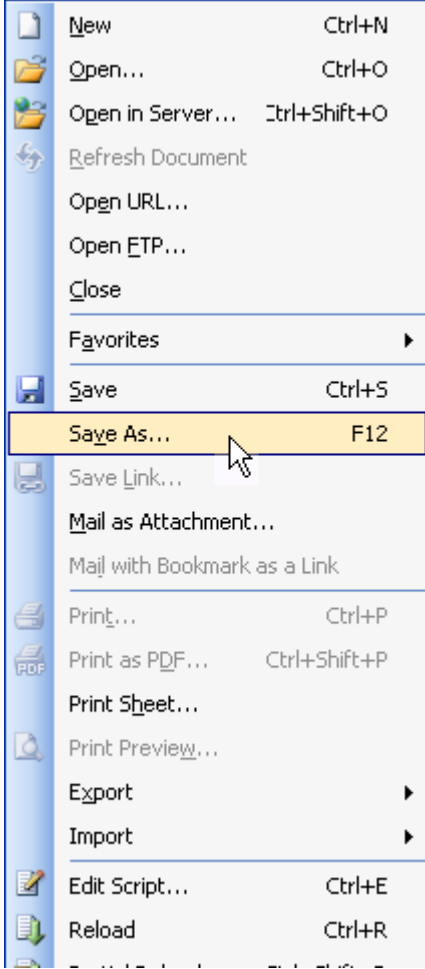 New Ctrl+N
Open... Ctrl+O
Open in Server... Ctrl+Shift+O
Refresh Document
Open URL...
Open FTP...
Close
Favorites
Save Ctrl+S
Save As... F12
Save Link...
Mail as Attachment...
Mail with Bookmark as a Link
Print... Ctrl+P
Print as PDF... Ctrl+Shift+P
Print Sheet...
Print Preview...
Export
Import
Edit Script... Ctrl+E
Reload Ctrl+R